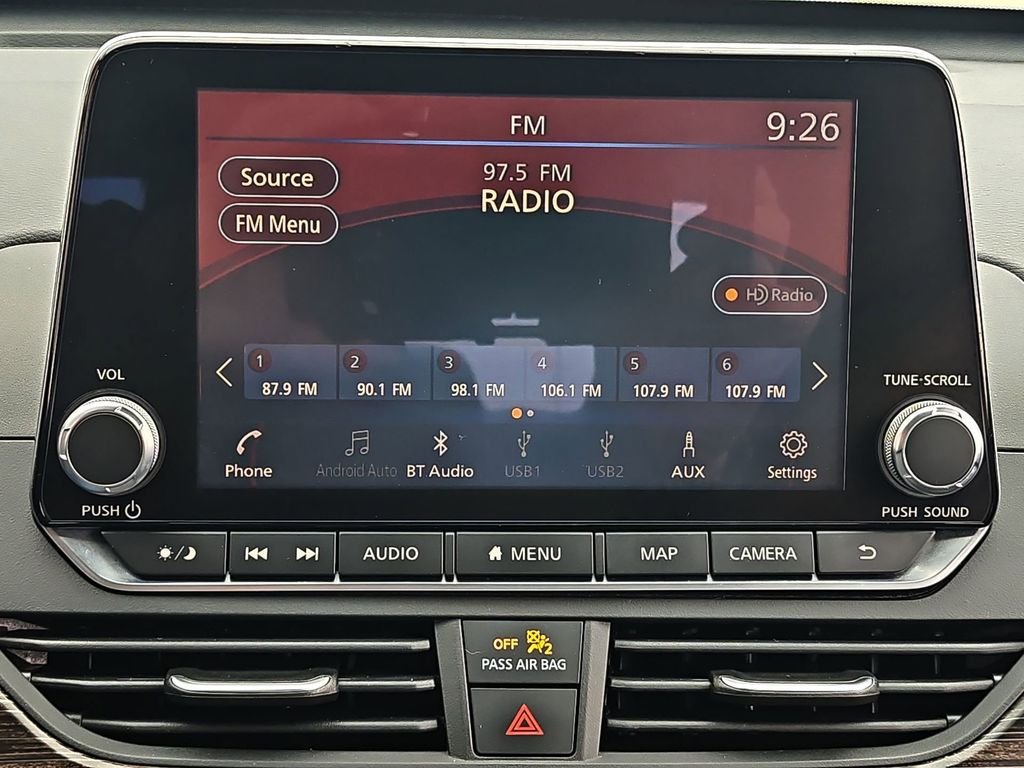 FM
9:26
Source
97.5 FM
RADIO
FM Menu
HD Radio
1
2
3
4
5
6
87.9 FM
90.1 FM
98.1 FM
106.1 FM
107.9 FM
107.9 FM
VOL
TUNE·SCROLL
Phone
Android Auto
BT Audio
USB1
USB2
AUX
Settings
PUSH
PUSH SOUND
AUDIO
MENU
MAP
CAMERA
OFF
2
PASS AIR BAG